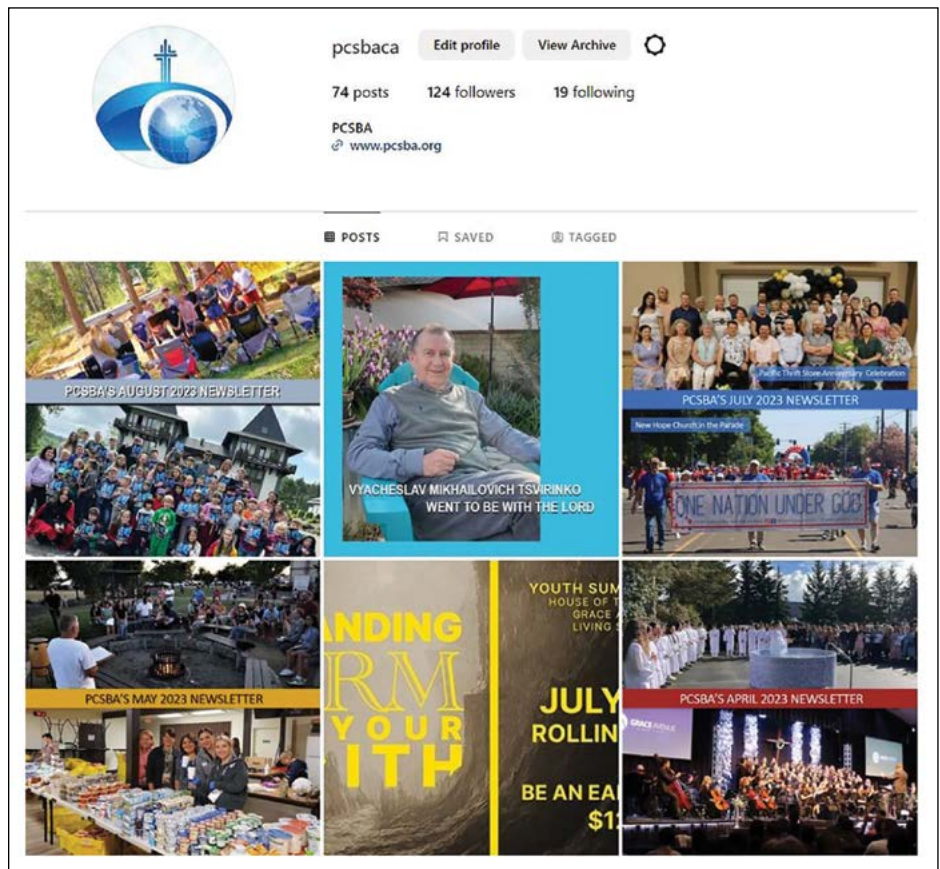 pcsbaca Edit profile View Archive
74 posts 124 followers 19 following
PCSBA
www.pcsba.org
POSTS SAVED TAGGED
PCSBA'S AUGUST 2023 NEWSLETTER
VYACHESLAV MIKHAILOVICH TSVIRINKO
WENT TO BE WITH THE LORD
Pacific Thrift Store Anniversary Celebration
PCSBA'S JULY 2023 NEWSLETTER
New Hope Church in the Parade
ONE NATION UNDER GOD
PCSBA'S MAY 2023 NEWSLETTER
ANDING
RM
YOUR
ITH
YOUTH SUM
HOUSE OF T
GRACE A
LIVING S
JULY
ROLLIN
BE AN EA
$1
PCSBA'S APRIL 2023 NEWSLETTER
GRACE AVENUE